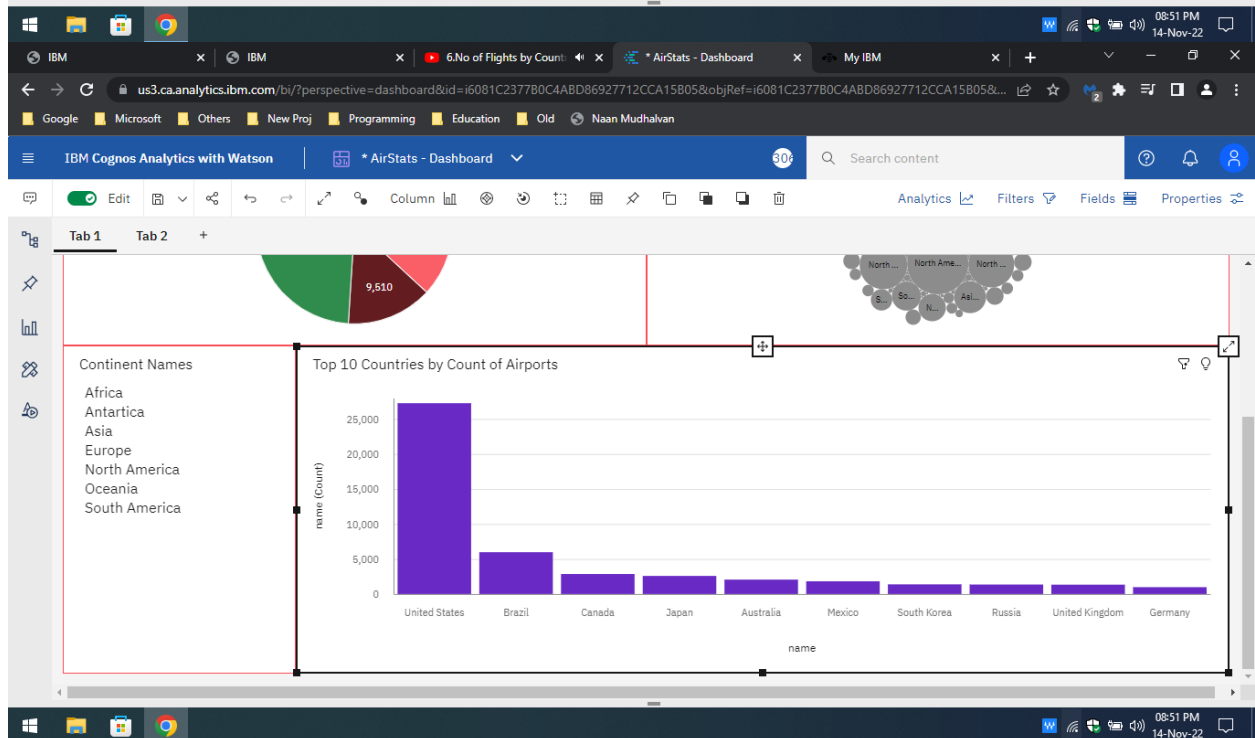 08:51 PM
14-Nov-22
IBM
IBM
6.No of Flights by Count
* AirStats - Dashboard
My IBM
us3.ca.analytics.ibm.com/bi/?perspective=dashboard&id=i6081C2377B0C4ABD86927712CCA15B05&objRef=i6081C2377B0C4ABD86927712CCA15B05&...
2
Google
Microsoft
Others
New Proj
Programming
Education
Old
Naan Mudhalvan
IBM Cognos Analytics with Watson
* AirStats - Dashboard
306
Search content
Edit
Column
Analytics
Filters
Fields
Properties
Tab 1
Tab 2
9,510
North ...
North Ame...
North ...
S...
So...
N...
Asi...
Continent Names
Africa
Antartica
Asia
Europe
North America
Oceania
South America
Top 10 Countries by Count of Airports
name (Count)
25,000
20,000
15,000
10,000
5,000
0
United States
Brazil
Canada
Japan
Australia
Mexico
South Korea
Russia
United Kingdom
Germany
name
08:51 PM
14-Nov-22